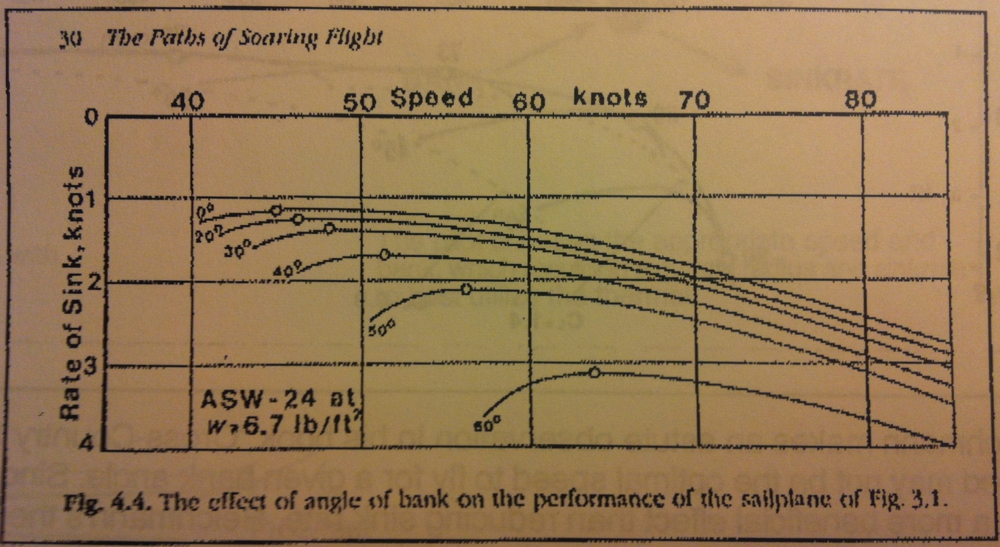 30 The Paths of Soaring Flight
40 50 Speed 60 knots 70 80
0
1
2
3
4
Rate of Sink, knots
0°
20°
30°
40°
50°
60°
ASW-24 at
w=6.7 lb/ft²
Fig. 4.4. The effect of angle of bank on the performance of the sailplane of Fig. 3.1.